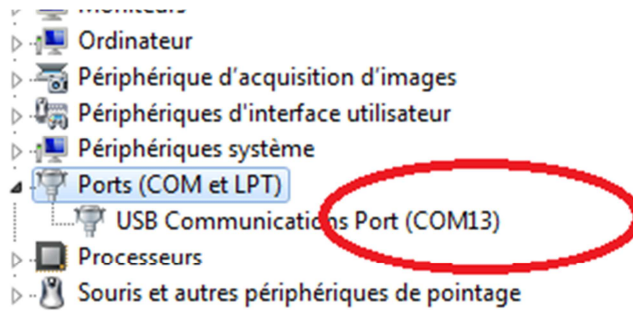 Moniteurs
Ordinateur
Périphérique d'acquisition d'images
Périphériques d'interface utilisateur
Périphériques système
Ports (COM et LPT)
USB Communications Port (COM13)
Processeurs
Souris et autres périphériques de pointage